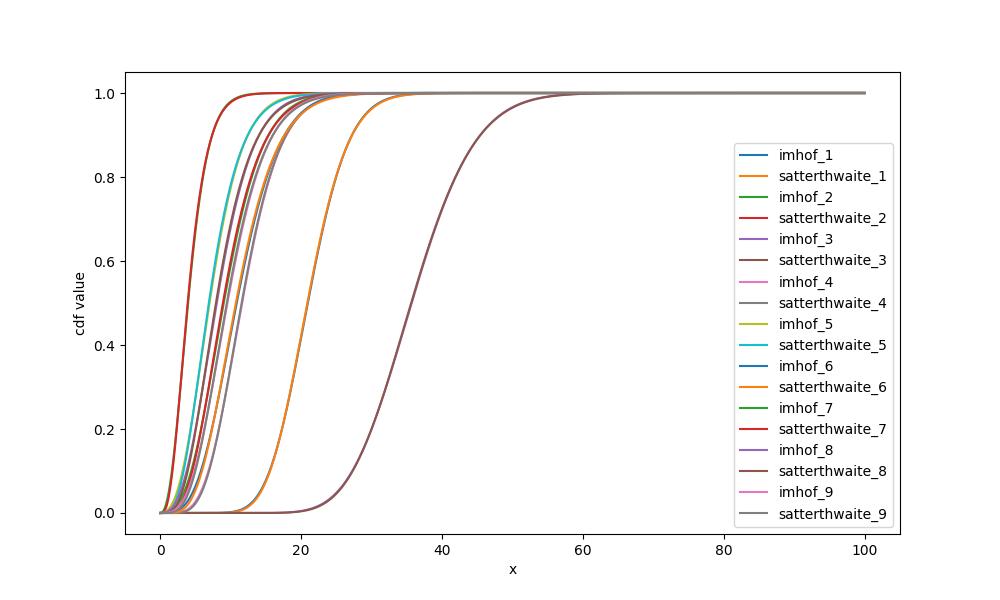 1.0
0.8
0.6
0.4
0.2
0.0
cdf value
0
20
40
60
80
100
x
imhof_1
satterthwaite_1
imhof_2
satterthwaite_2
imhof_3
satterthwaite_3
imhof_4
satterthwaite_4
imhof_5
satterthwaite_5
imhof_6
satterthwaite_6
imhof_7
satterthwaite_7
imhof_8
satterthwaite_8
imhof_9
satterthwaite_9